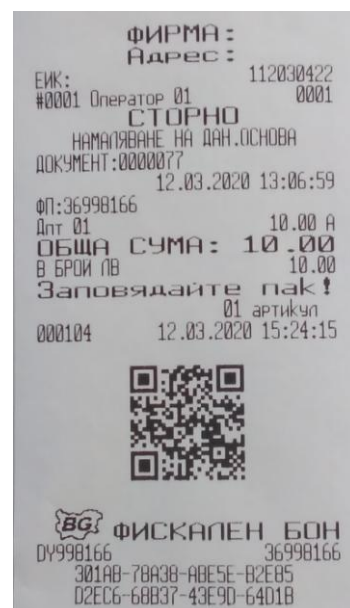 ФИРМА:
Адрес:
ЕИК: 112030422
#0001 Оператор 01 0001
СТОРНО
НАМАЛЯВАНЕ НА ДАН.ОСНОВА
ДОКУМЕНТ:0000077
12.03.2020 13:06:59
ФП:36998166
Дпт 01 10.00 А
ОБЩА СУМА: 10.00
В БРОЙ ЛВ 10.00
Заповядайте пак!
01 артикул
000104 12.03.2020 15:24:15
BG ФИСКАЛЕН БОН
DY998166 36998166
301AB-78A38-ABE5E-B2E85
D2EC6-68B37-43E9D-64D1B